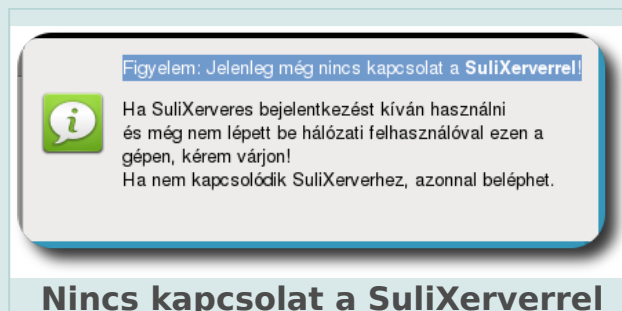 Figyelem: Jelenleg még nincs kapcsolat a SuliXerverrel!
Ha SuliXerveres bejelentkezést kíván használni
és még nem lépett be hálózati felhasználóval ezen a
gépen, kérem várjon!
Ha nem kapcsolódik SuliXerverhez, azonnal beléphet.
Nincs kapcsolat a SuliXerverrel